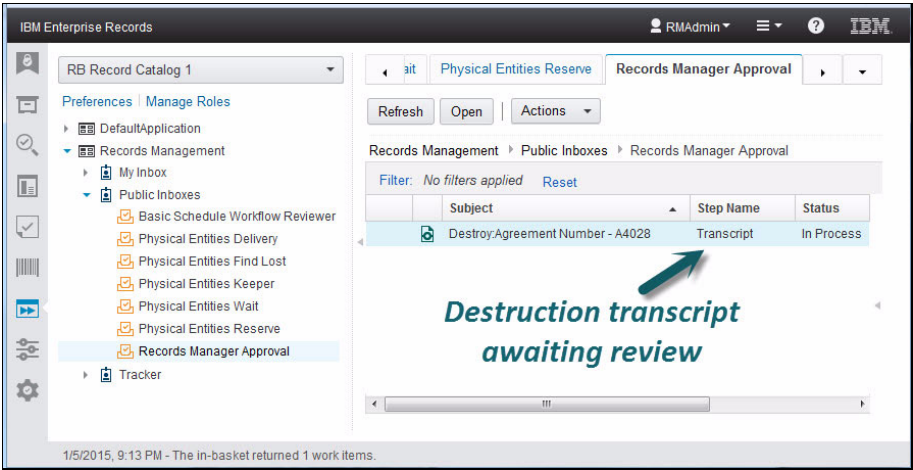 IBM Enterprise Records
RMAdmin
?
IBM
RB Record Catalog 1
Preferences | Manage Roles
DefaultApplication
Records Management
My Inbox
Public Inboxes
Basic Schedule Workflow Reviewer
Physical Entities Delivery
Physical Entities Find Lost
Physical Entities Keeper
Physical Entities Wait
Physical Entities Reserve
Records Manager Approval
Tracker
ait Physical Entities Reserve Records Manager Approval
Refresh Open | Actions
Records Management Public Inboxes Records Manager Approval
Filter: No filters applied Reset
Subject Step Name Status
Destroy:Agreement Number - A4028 Transcript In Process
Destruction transcript
awaiting review
1/5/2015, 9:13 PM - The in-basket returned 1 work items.